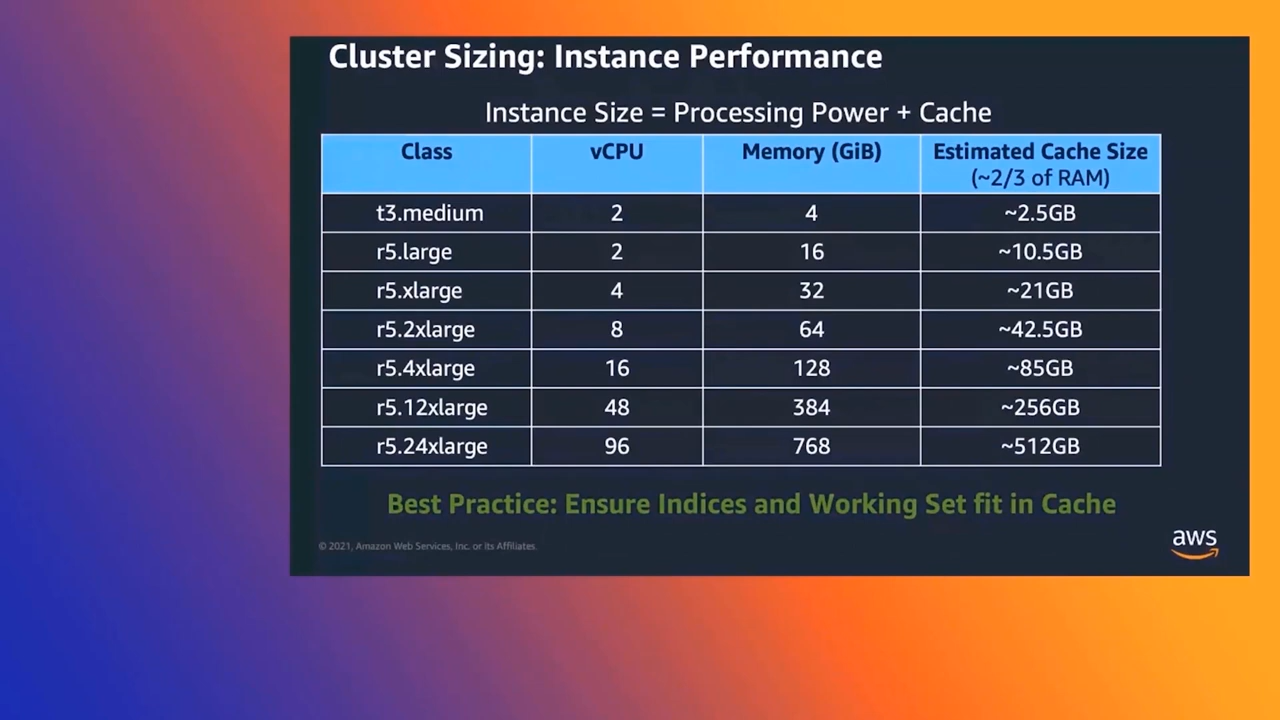 Cluster Sizing: Instance Performance
Instance Size = Processing Power + Cache
Class vCPU Memory (GiB) Estimated Cache Size
(~2/3 of RAM)
t3.medium 2 4 ~2.5GB
r5.large 2 16 ~10.5GB
r5.xlarge 4 32 ~21GB
r5.2xlarge 8 64 ~42.5GB
r5.4xlarge 16 128 ~85GB
r5.12xlarge 48 384 ~256GB
r5.24xlarge 96 768 ~512GB
Best Practice: Ensure Indices and Working Set fit in Cache
© 2021, Amazon Web Services, Inc. or its Affiliates.
aws